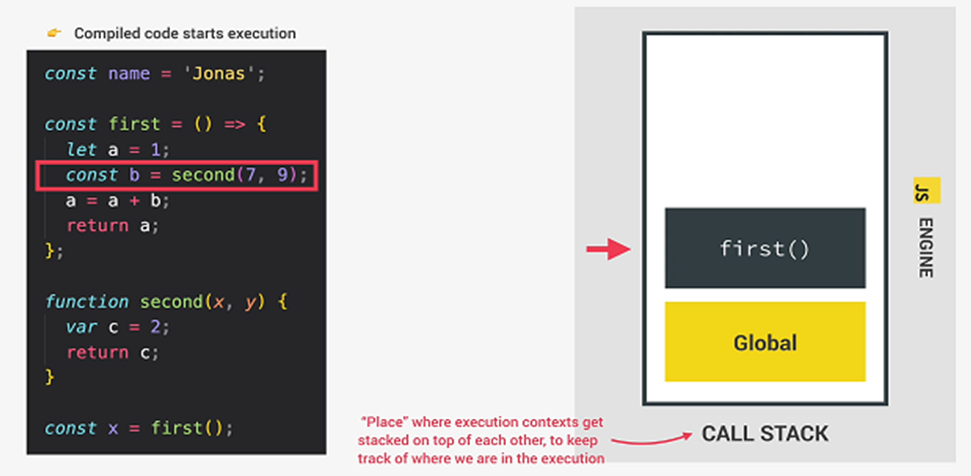 👉 Compiled code starts execution
const name = 'Jonas';
const first = () => {
let a = 1;
const b = second(7, 9);
a = a + b;
return a;
};
function second(x, y) {
var c = 2;
return c;
}
const x = first();
first()
Global
CALL STACK
JS ENGINE
“Place” where execution contexts get
stacked on top of each other, to keep
track of where we are in the execution